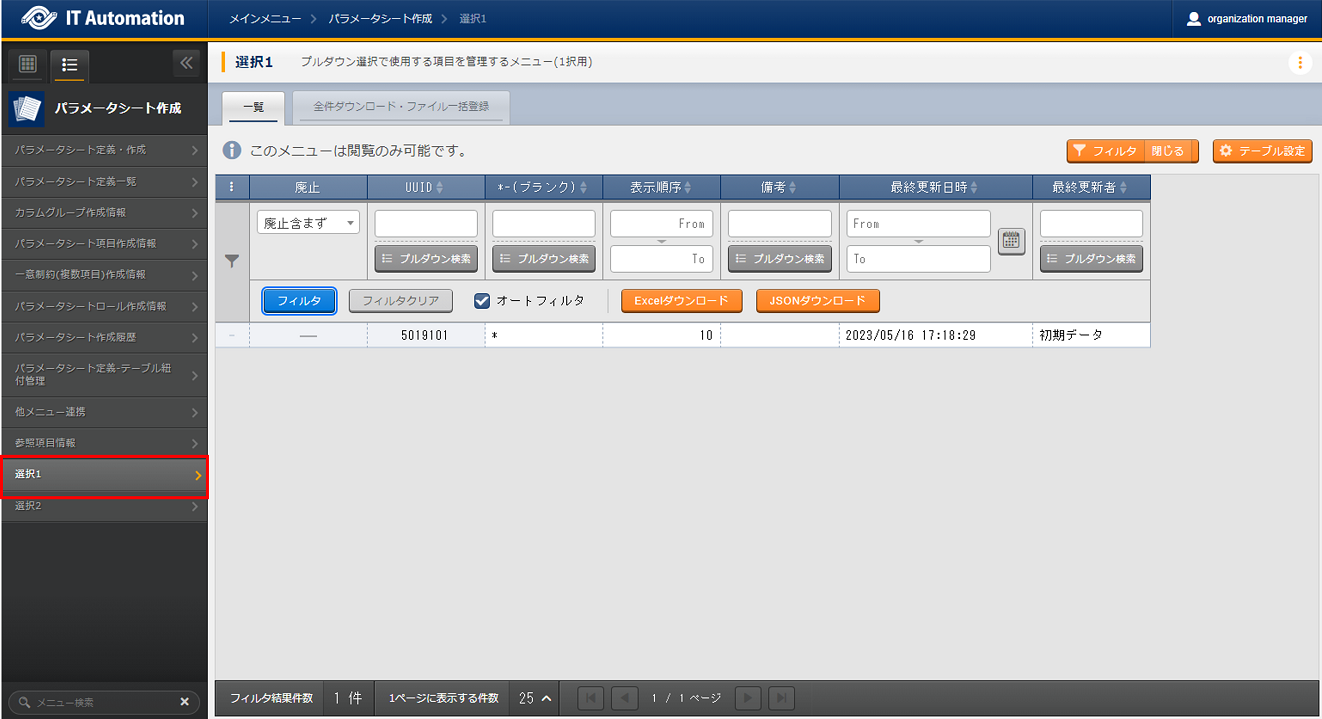 IT Automation
メインメニュー
パラメータシート作成
選択1
organization manager
パラメータシート作成
パラメータシート定義・作成
パラメータシート定義一覧
カラムグループ作成情報
パラメータシート項目作成情報
一意制約(複数項目)作成情報
パラメータシートロール作成情報
パラメータシート作成履歴
パラメータシート定義-テーブル紐
付管理
他メニュー連携
参照項目情報
選択1
選択2
メニュー検索
選択1 プルダウン選択で使用する項目を管理するメニュー(1択用)
一覧 全件ダウンロード・ファイル一括登録
このメニューは閲覧のみ可能です。
フィルタ 閉じる テーブル設定
廃止 UUID *-(ブランク) 表示順序 備考 最終更新日時 最終更新者
廃止含まず From From
プルダウン検索 プルダウン検索 To プルダウン検索 To プルダウン検索
フィルタ フィルタクリア オートフィルタ Excelダウンロード JSONダウンロード
5019101 * 10 2023/05/16 17:18:29 初期データ
フィルタ結果件数 1 件 1ページに表示する件数 25 1 / 1 ページ